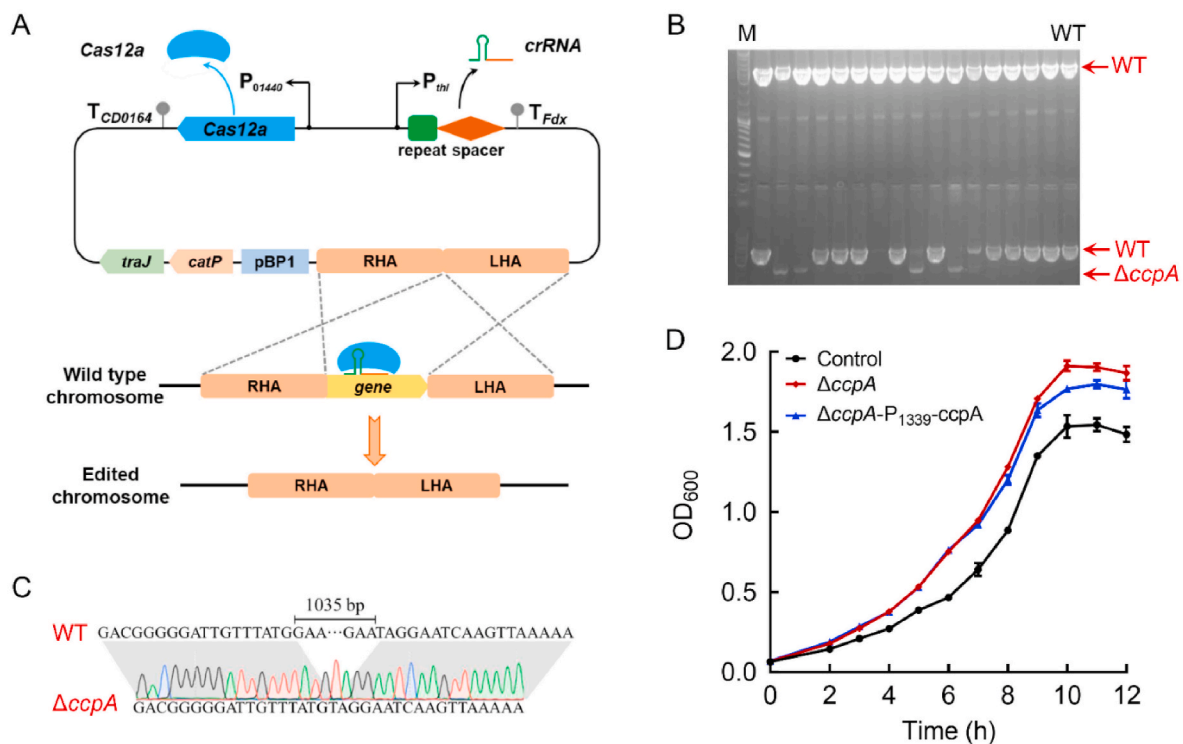 A
Cas12a
crRNA
P01440
Pthl
TCD0164
Cas12a
TFdx
repeat spacer
traJ
catP
pBP1
RHA
LHA
Wild type
chromosome
RHA
gene
LHA
Edited
chromosome
RHA
LHA
B
M
WT
WT
WT
ΔccpA
C
1035 bp
WT
GACGGGGGATTGTTTATGGAA···GAATAGGAATCAAGTTAAAAA
ΔccpA
GACGGGGGATTGTTTATGTAGGAATCAAGTTAAAAA
D
Control
ΔccpA
ΔccpA-P1339-ccpA
2.0
1.5
1.0
0.5
0.0
OD600
0 2 4 6 8 10 12
Time (h)